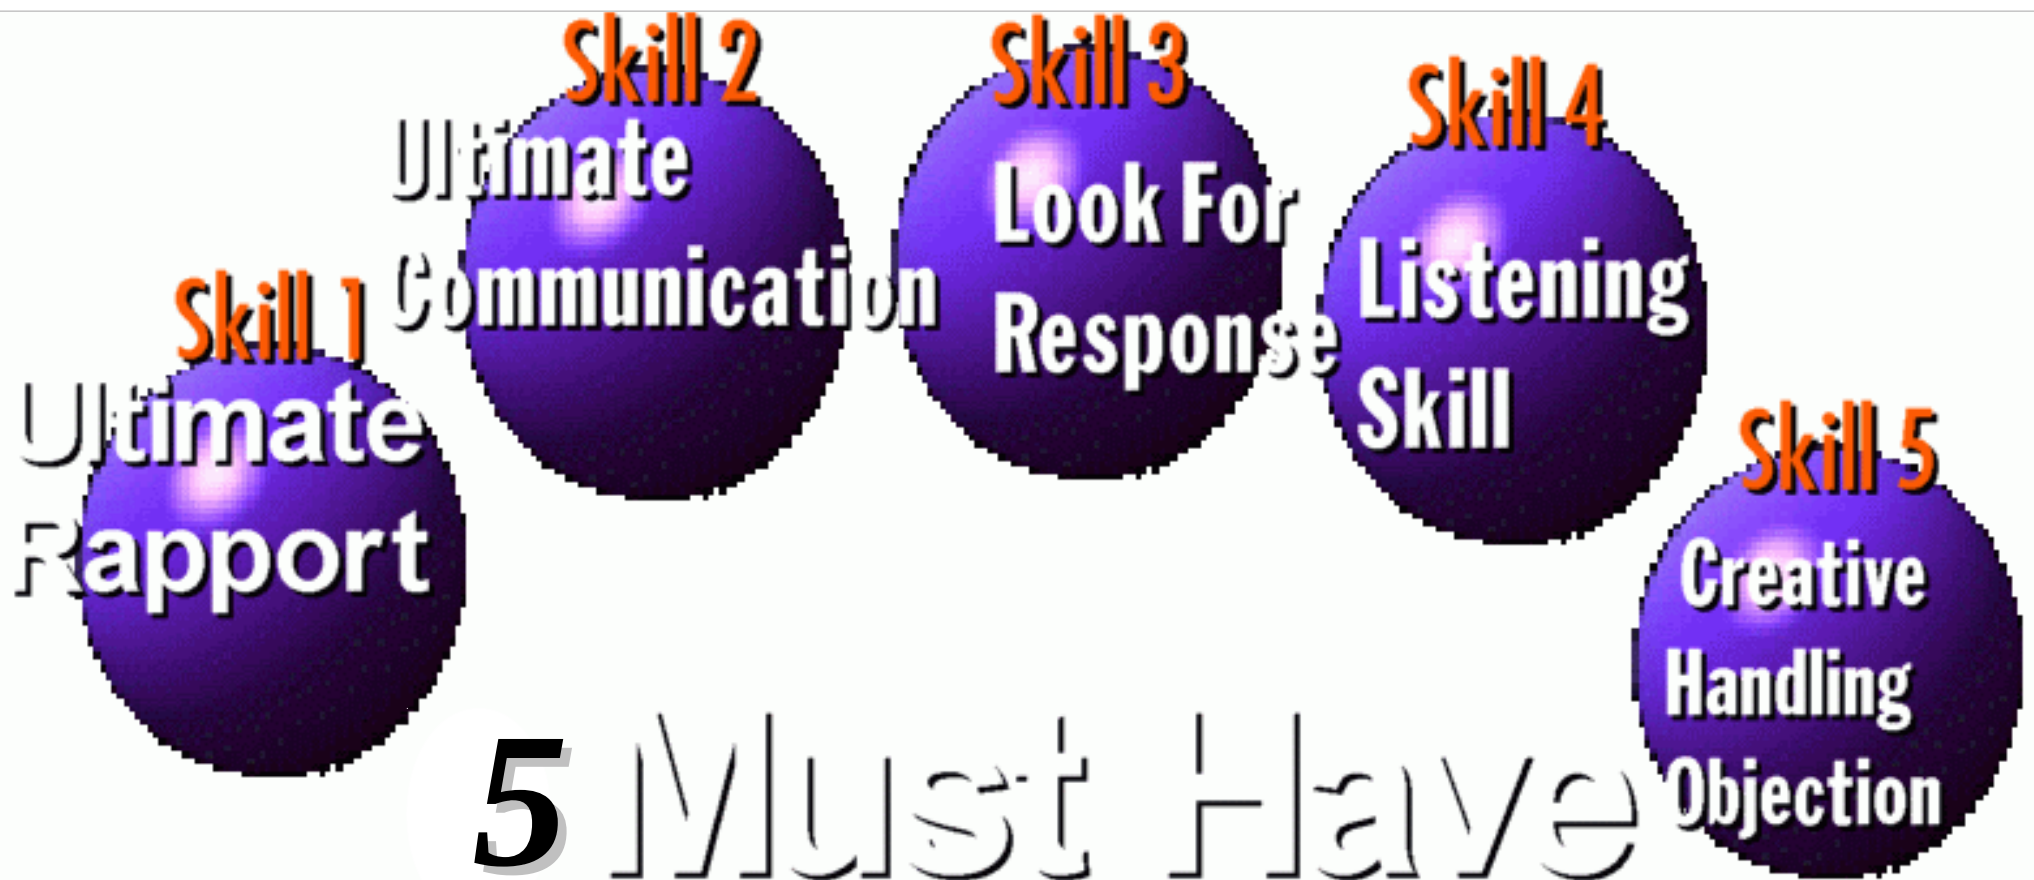 Skill 1
Ultimate
Rapport
Skill 2
Ultimate
Communication
Skill 3
Look For
Response
Skill 4
Listening
Skill
Skill 5
Creative
Handling
Objection
5 Must Have